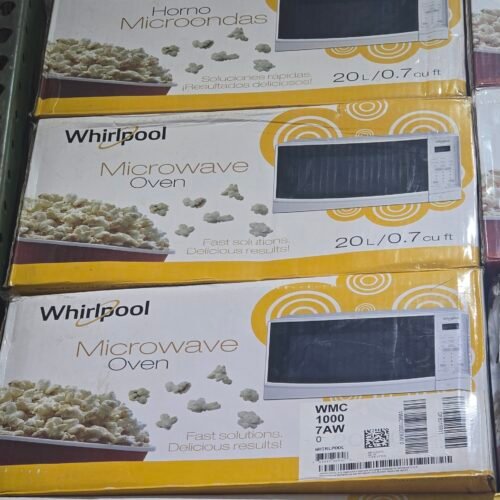 Horno
Microondas
Soluciones rápidas.
¡Resultados deliciosos!
20 L / 0.7 cu ft
Whirlpool
Microwave
Oven
Fast solutions.
Delicious results!
20 L / 0.7 cu ft
Whirlpool
Microwave
Oven
Fast solutions.
Delicious results!
WMC
1000
7AW
0
WHIRLPOOL